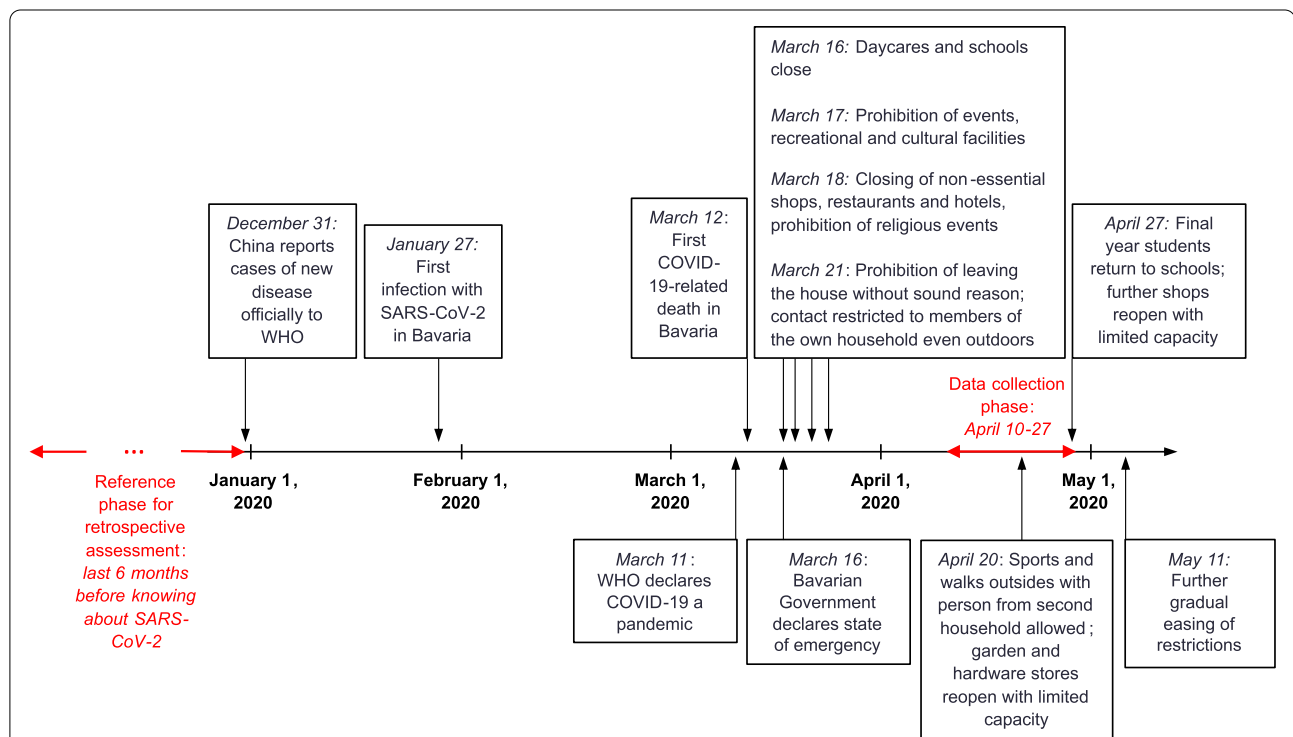 March 16: Daycares and schools
close
March 17: Prohibition of events,
recreational and cultural facilities
March 18: Closing of non-essential
shops, restaurants and hotels,
prohibition of religious events
March 21: Prohibition of leaving
the house without sound reason;
contact restricted to members of
the own household even outdoors
December 31:
China reports
cases of new
disease
officially to
WHO
January 27:
First
infection with
SARS-CoV-2
in Bavaria
March 12:
First
COVID-
19-related
death in
Bavaria
April 27: Final
year students
return to schools;
further shops
reopen with
limited capacity
Data collection
phase:
April 10-27
...
January 1,
2020
February 1,
2020
March 1,
2020
April 1,
2020
May 1,
2020
Reference
phase for
retrospective
assessment:
last 6 months
before knowing
about SARS-
CoV-2
March 11:
WHO declares
COVID-19 a
pandemic
March 16:
Bavarian
Government
declares state
of emergency
April 20: Sports and
walks outsides with
person from second
household allowed;
garden and
hardware stores
reopen with limited
capacity
May 11:
Further
gradual
easing of
restrictions